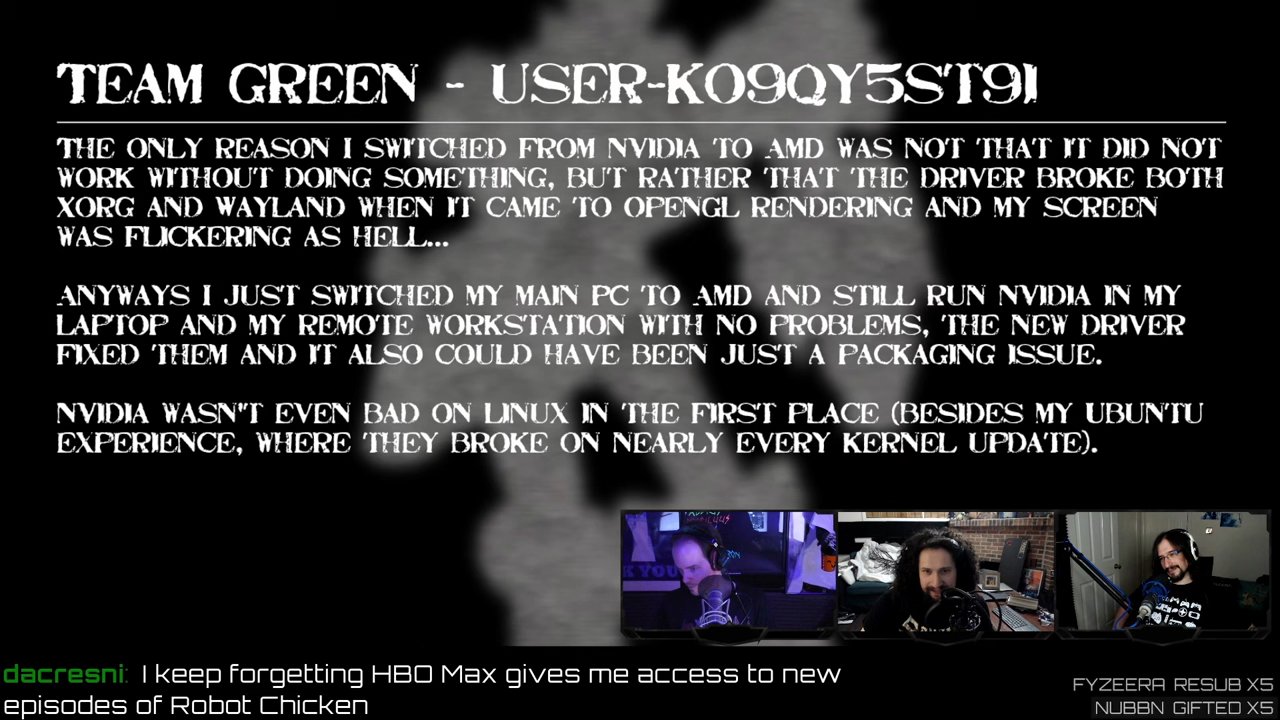 TEAM GREEN - USER-KO9QY5ST9I
THE ONLY REASON I SWITCHED FROM NVIDIA TO AMD WAS NOT THAT IT DID NOT
WORK WITHOUT DOING SOMETHING, BUT RATHER THAT THE DRIVER BROKE BOTH
XORG AND WAYLAND WHEN IT CAME TO OPENGL RENDERING AND MY SCREEN
WAS FLICKERING AS HELL...
ANYWAYS I JUST SWITCHED MY MAIN PC TO AMD AND STILL RUN NVIDIA IN MY
LAPTOP AND MY REMOTE WORKSTATION WITH NO PROBLEMS, THE NEW DRIVER
FIXED THEM AND IT ALSO COULD HAVE BEEN JUST A PACKAGING ISSUE.
NVIDIA WASN"T EVEN BAD ON LINUX IN THE FIRST PLACE (BESIDES MY UBUNTU
EXPERIENCE, WHERE THEY BROKE ON NEARLY EVERY KERNEL UPDATE).
dacresni: I keep forgetting HBO Max gives me access to new
episodes of Robot Chicken
FYZEERA RESUB X5
NUBBN GIFTED X5